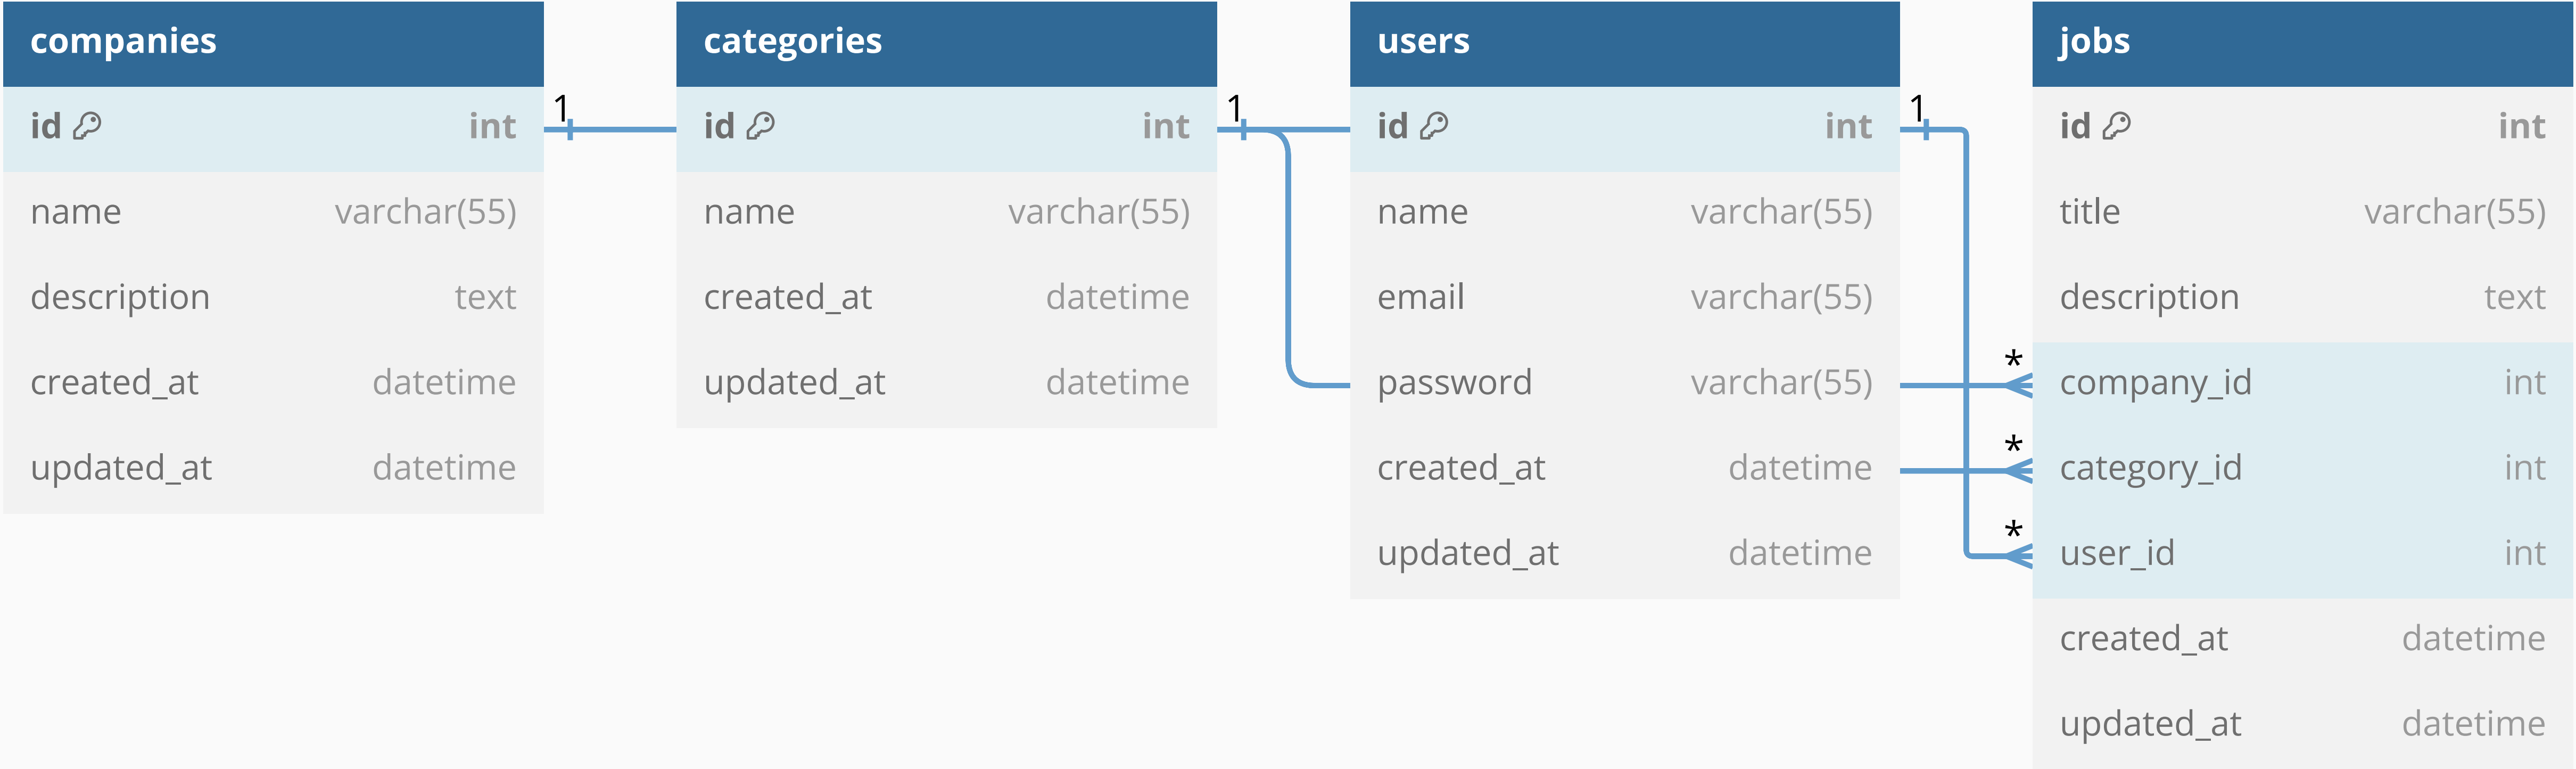 companies
id int
name varchar(55)
description text
created_at datetime
updated_at datetime
1
categories
id int
name varchar(55)
created_at datetime
updated_at datetime
1
users
id int
name varchar(55)
email varchar(55)
password varchar(55)
created_at datetime
updated_at datetime
1
*
*
*
jobs
id int
title varchar(55)
description text
company_id int
category_id int
user_id int
created_at datetime
updated_at datetime